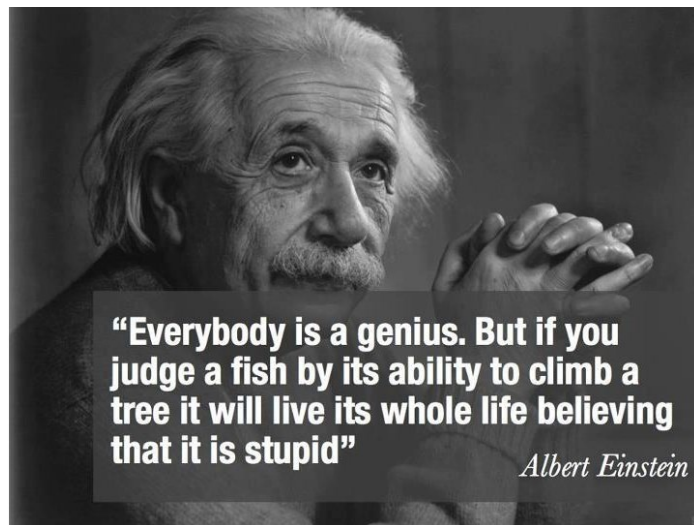 “Everybody is a genius. But if you
judge a fish by its ability to climb a
tree it will live its whole life believing
that it is stupid”
Albert Einstein